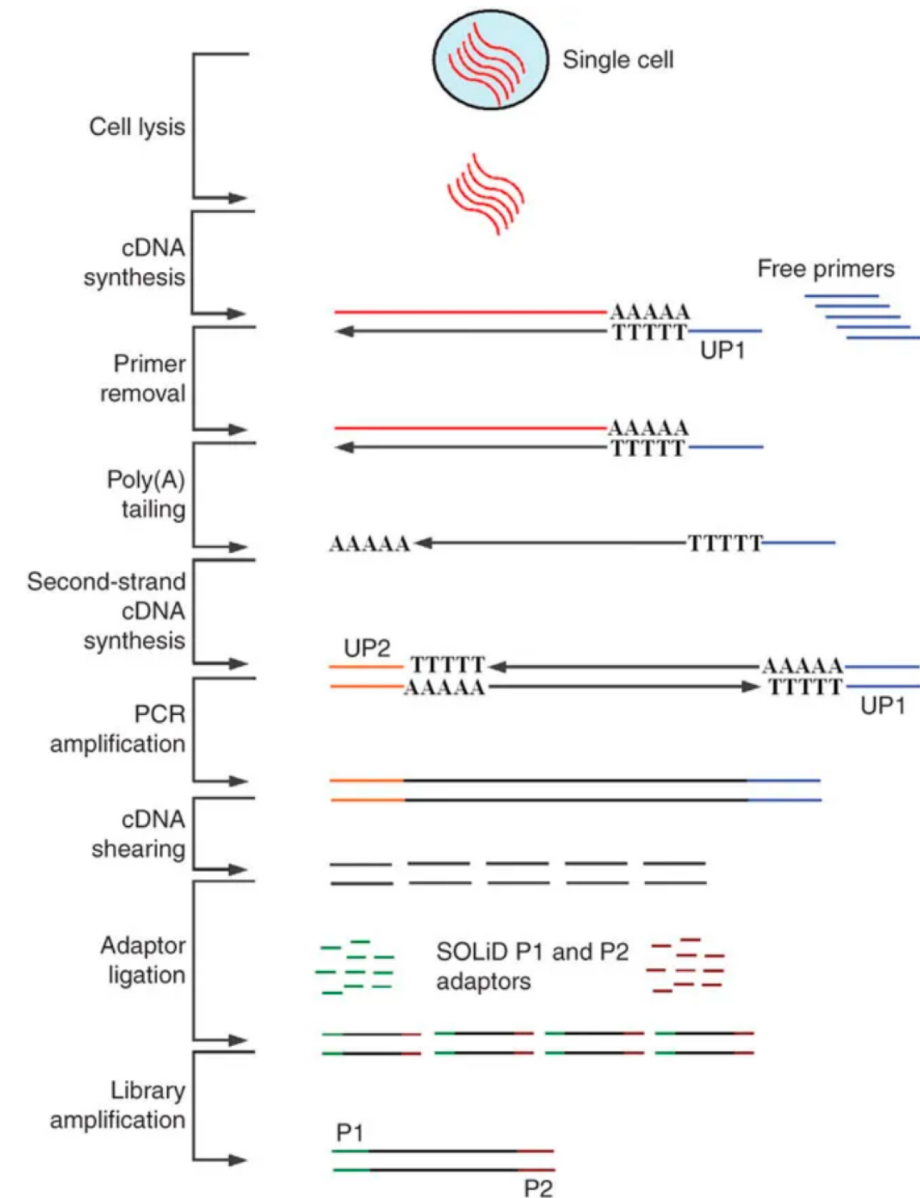 Single cell
Cell lysis
cDNA
synthesis
Free primers
AAAAA
TTTTT
UP1
Primer
removal
AAAAA
TTTTT
Poly(A)
tailing
AAAAA
TTTTT
Second-strand
cDNA
synthesis
UP2
TTTTT
AAAAA
AAAAA
TTTTT
UP1
PCR
amplification
cDNA
shearing
Adaptor
ligation
SOLiD P1 and P2
adaptors
Library
amplification
P1
P2